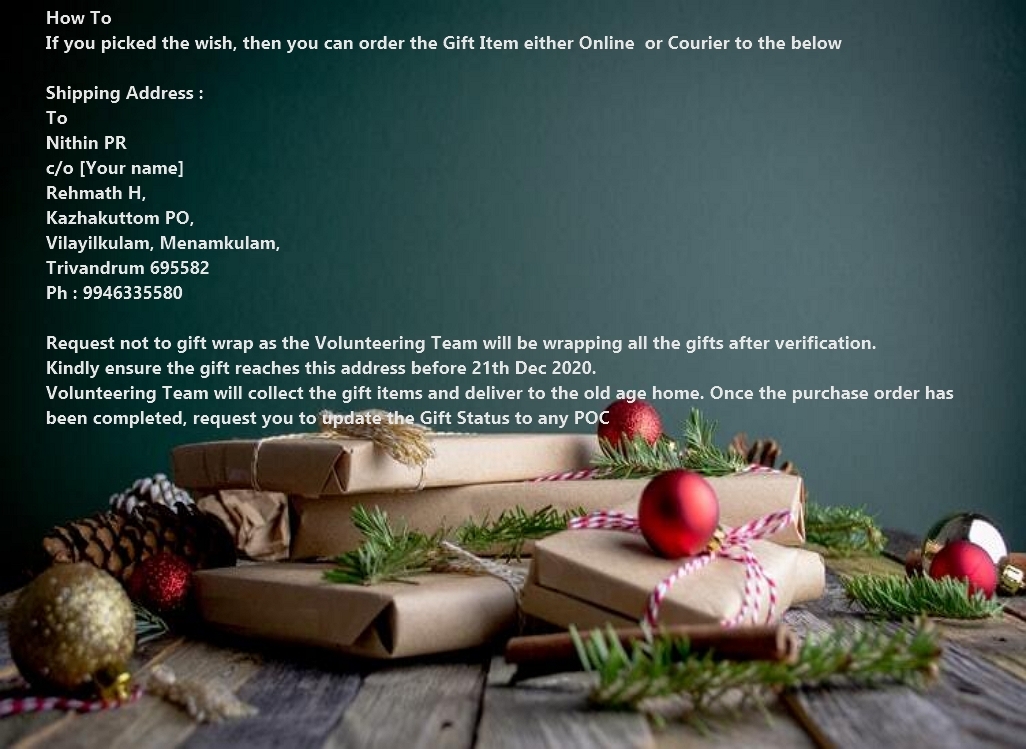 How To
If you picked the wish, then you can order the Gift Item either Online  or Courier to the below
Shipping Address :
To
Nithin PR
c/o [Your name]
Rehmath H,
Kazhakuttom PO,
Vilayilkulam, Menamkulam,
Trivandrum 695582
Ph : 9946335580
Request not to gift wrap as the Volunteering Team will be wrapping all the gifts after verification.
Kindly ensure the gift reaches this address before 21th Dec 2020.
Volunteering Team will collect the gift items and deliver to the old age home. Once the purchase order has
been completed, request you to update the Gift Status to any POC